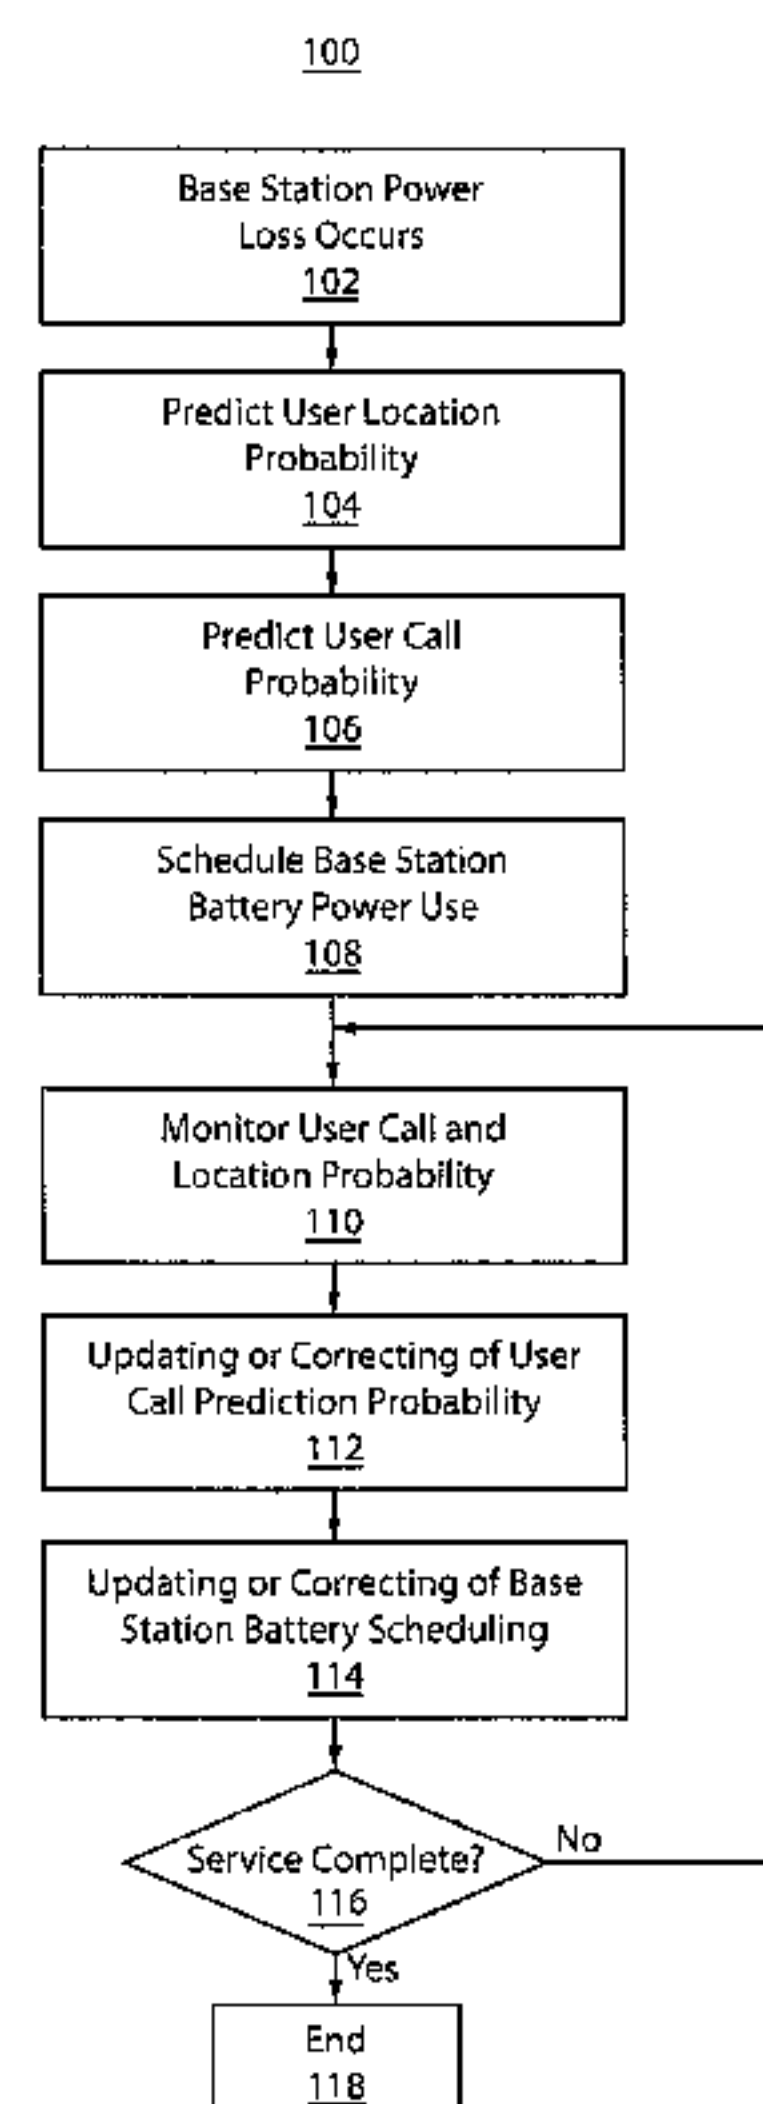 100
Base Station Power
Loss Occurs
102
Predict User Location
Probability
104
Predict User Call
Probability
106
Schedule Base Station
Battery Power Use
108
Monitor User Call and
Location Probability
110
Updating or Correcting of User
Call Prediction Probability
112
Updating or Correcting of Base
Station Battery Scheduling
114
Service Complete?
116
No
Yes
End
118